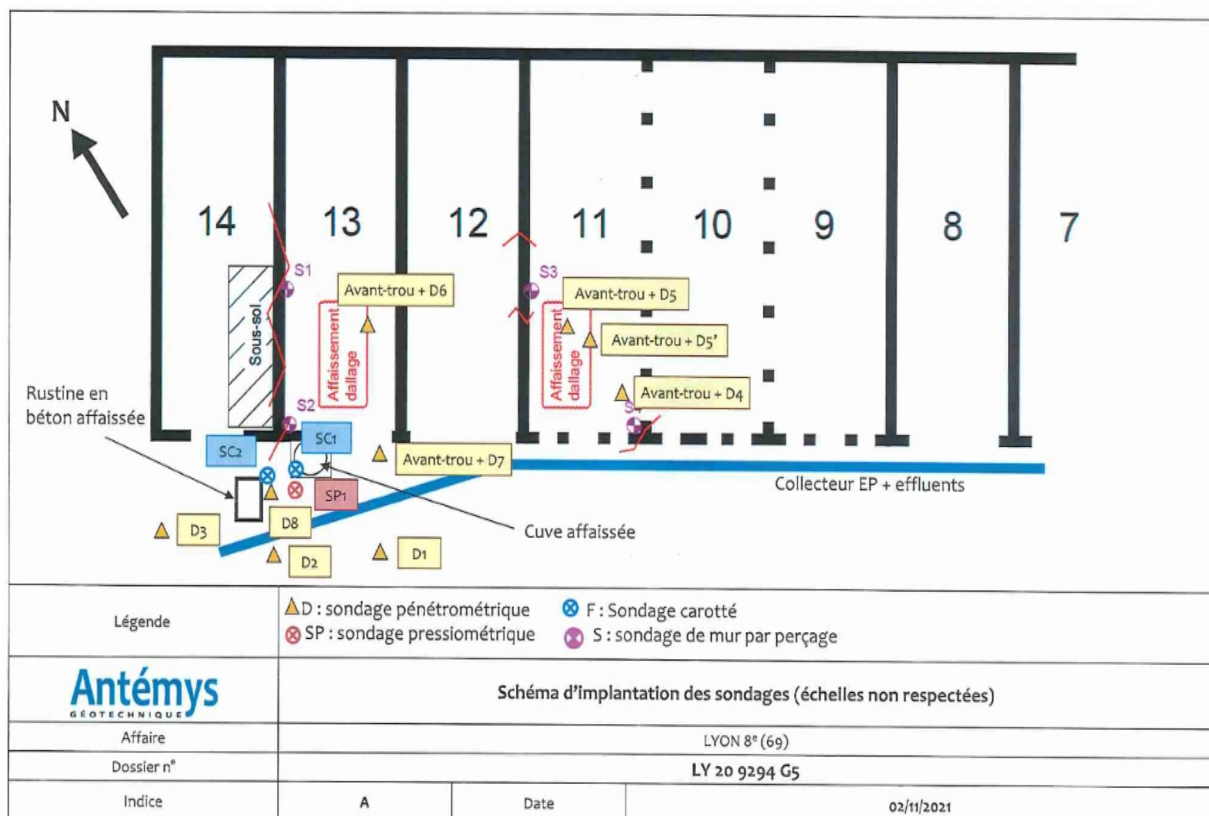 N
14
13
12
11
10
9
8
7
S1
S3
Avant-trou + D6
Avant-trou + D5
Sous-sol
Affaissement
dallage
Affaissement
dallage
Avant-trou + D5'
Avant-trou + D4
Rustine en
béton affaissée
S2
SC2
SC1
Avant-trou + D7
Collecteur EP + effluents
SP1
Cuve affaissée
D3
D8
D2
D1
Légende
D : sondage pénétrométrique
F : Sondage carotté
SP : sondage pressiométrique
S : sondage de mur par perçage
Antémys
GÉOTECHNIQUE
Schéma d'implantation des sondages (échelles non respectées)
Affaire
LYON 8e (69)
Dossier n°
LY 20 9294 G5
Indice
A
Date
02/11/2021